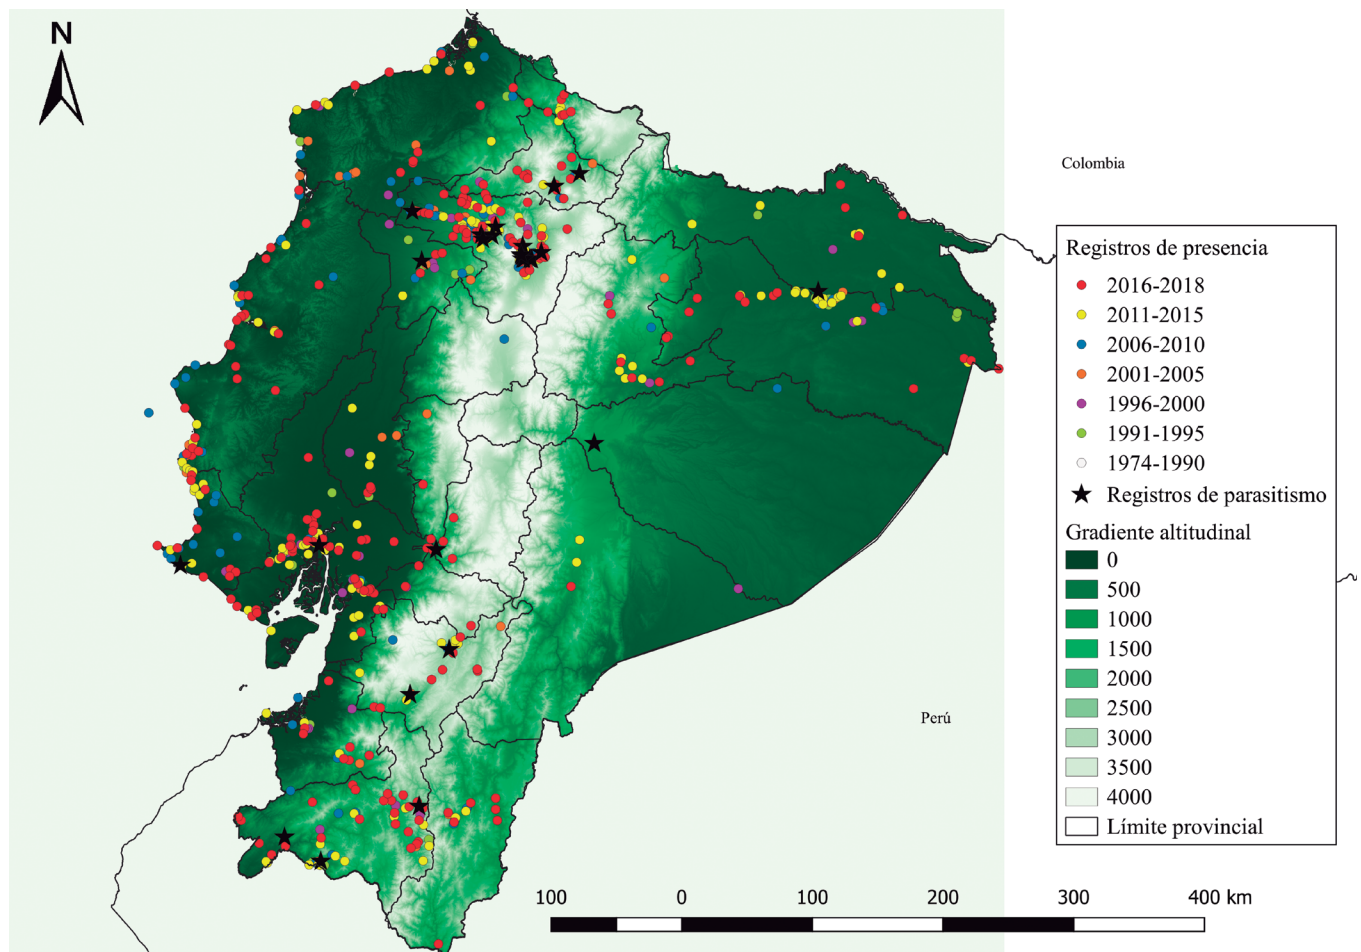 N
Colombia
Perú
Registros de presencia
2016-2018
2011-2015
2006-2010
2001-2005
1996-2000
1991-1995
1974-1990
Registros de parasitismo
Gradiente altitudinal
0
500
1000
1500
2000
2500
3000
3500
4000
Límite provincial
100 0 100 200 300 400 km